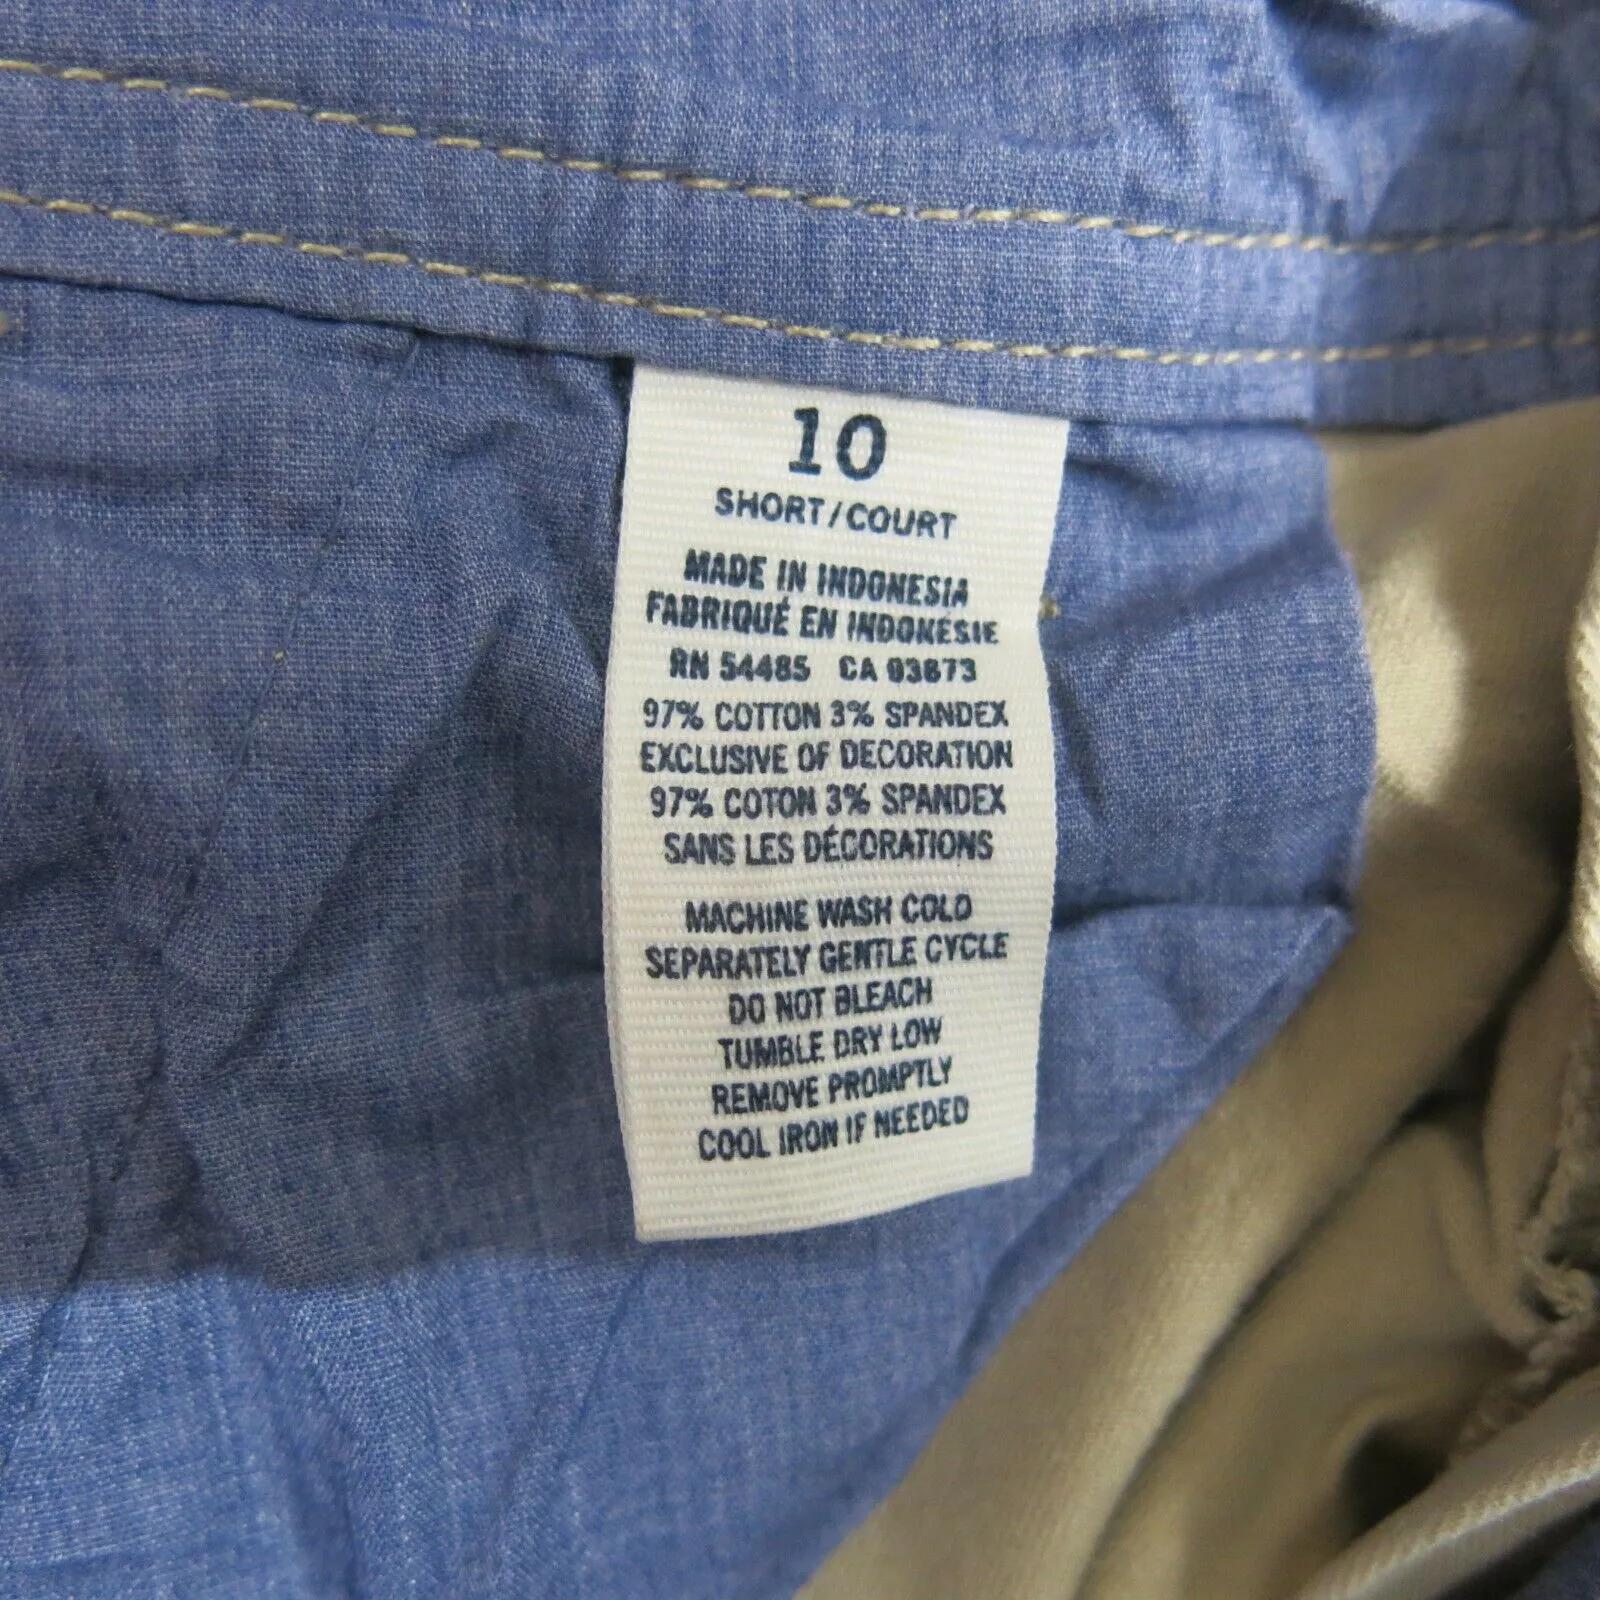 10
SHORT/COURT
MADE IN INDONESIA
FABRIQUÉ EN INDONÉSIE
RN 54485 CA 03673
97% COTTON 3% SPANDEX
EXCLUSIVE OF DECORATION
97% COTON 3% SPANDEX
SANS LES DÉCORATIONS
MACHINE WASH COLD
SEPARATELY GENTLE CYCLE
DO NOT BLEACH
TUMBLE DRY LOW
REMOVE PROMPTLY
COOL IRON IF NEEDED